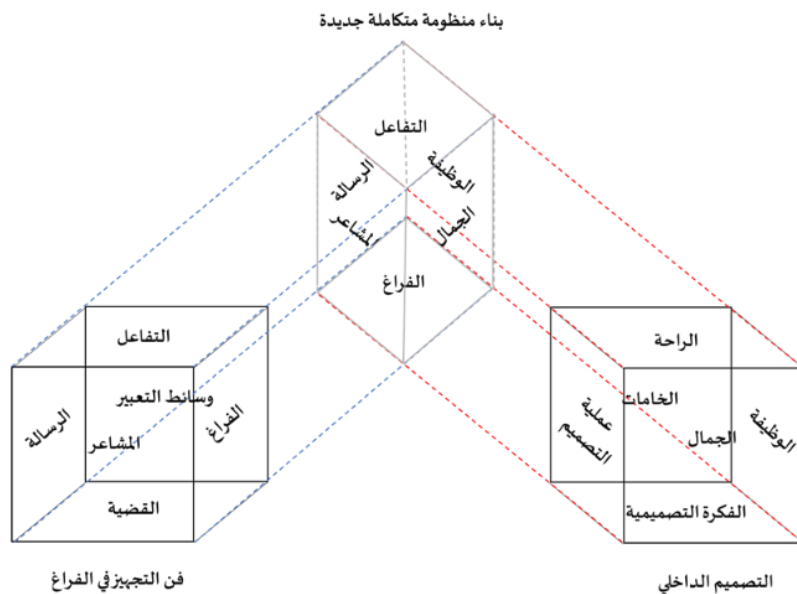 بناء منظومة متكاملة جديدة
التفاعل
الوظيفة
الرسالة
الجمال
المشاعر
الفراغ
الراحة
الخامات
عملية
التصميم
الوظيفة
الجمال
الفكرة التصميمية
التصميم الداخلي
التفاعل
وسائط التعبير
الفراغ
الرسالة
المشاعر
القضية
فن التجهيز في الفراغ